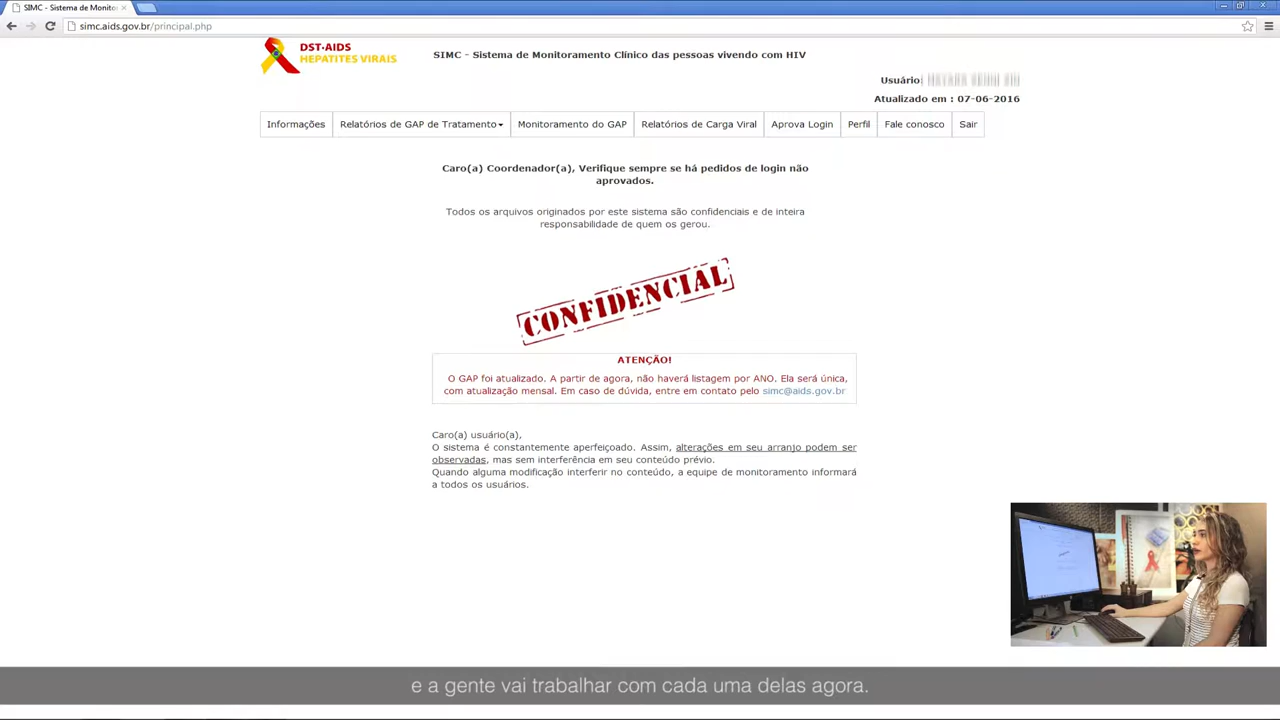 SIMC - Sistema de Monito
simc.aids.gov.br/principal.php
DST·AIDS
HEPATITES VIRAIS
SIMC - Sistema de Monitoramento Clínico das pessoas vivendo com HIV
Usuário
Atualizado em : 07-06-2016
Informações Relatórios de GAP de Tratamento Monitoramento do GAP Relatórios de Carga Viral Aprova Login Perfil Fale conosco Sair
Caro(a) Coordenador(a), Verifique sempre se há pedidos de login não
aprovados.
Todos os arquivos originados por este sistema são confidenciais e de inteira
responsabilidade de quem os gerou.
CONFIDENCIAL
ATENÇÃO!
O GAP foi atualizado. A partir de agora, não haverá listagem por ANO. Ela será única,
com atualização mensal. Em caso de dúvida, entre em contato pelo simc@aids.gov.br
Caro(a) usuário(a),
O sistema é constantemente aperfeiçoado. Assim, alterações em seu arranjo podem ser
observadas, mas sem interferência em seu conteúdo prévio.
Quando alguma modificação interferir no conteúdo, a equipe de monitoramento informará
a todos os usuários.
e a gente vai trabalhar com cada uma delas agora.